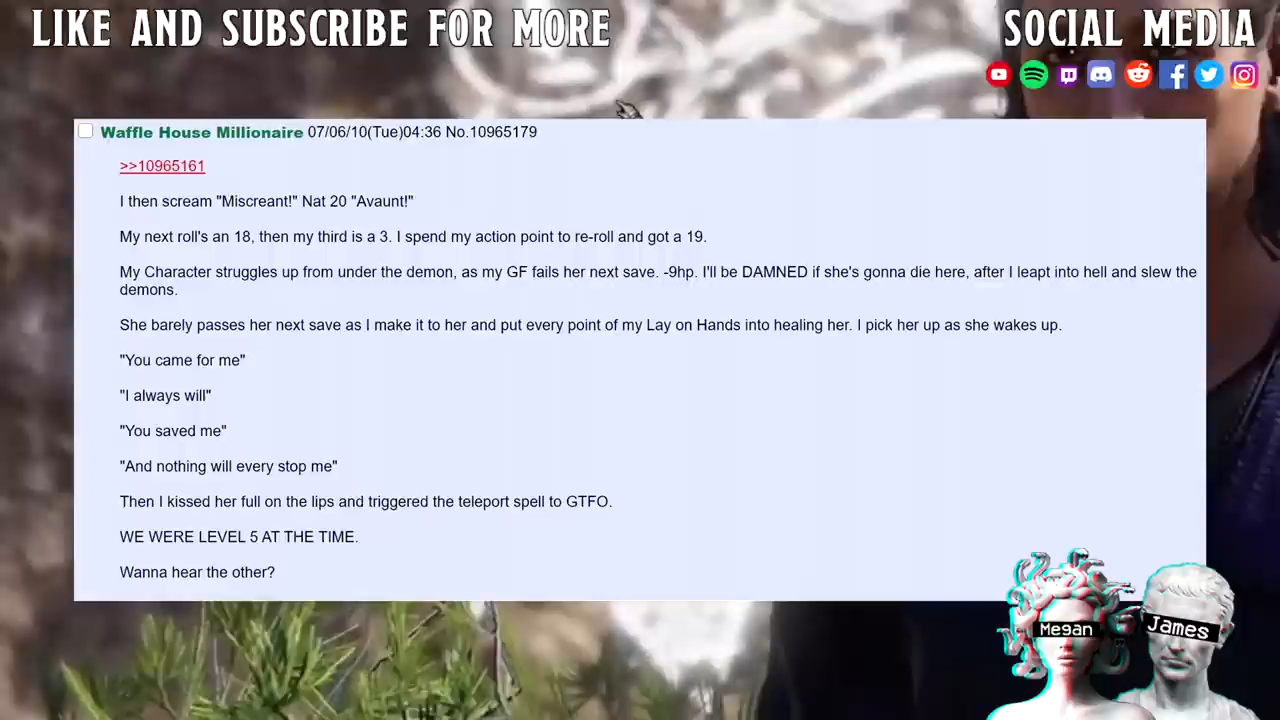 LIKE AND SUBSCRIBE FOR MORE
SOCIAL MEDIA
Waffle House Millionaire 07/06/10(Tue)04:36 No.10965179
>>10965161
I then scream "Miscreant!" Nat 20 "Avaunt!"
My next roll's an 18, then my third is a 3. I spend my action point to re-roll and got a 19.
My Character struggles up from under the demon, as my GF fails her next save. -9hp. I'll be DAMNED if she's gonna die here, after I leapt into hell and slew the
demons.
She barely passes her next save as I make it to her and put every point of my Lay on Hands into healing her. I pick her up as she wakes up.
"You came for me"
"I always will"
"You saved me"
"And nothing will every stop me"
Then I kissed her full on the lips and triggered the teleport spell to GTFO.
WE WERE LEVEL 5 AT THE TIME.
Wanna hear the other?
Megan
James